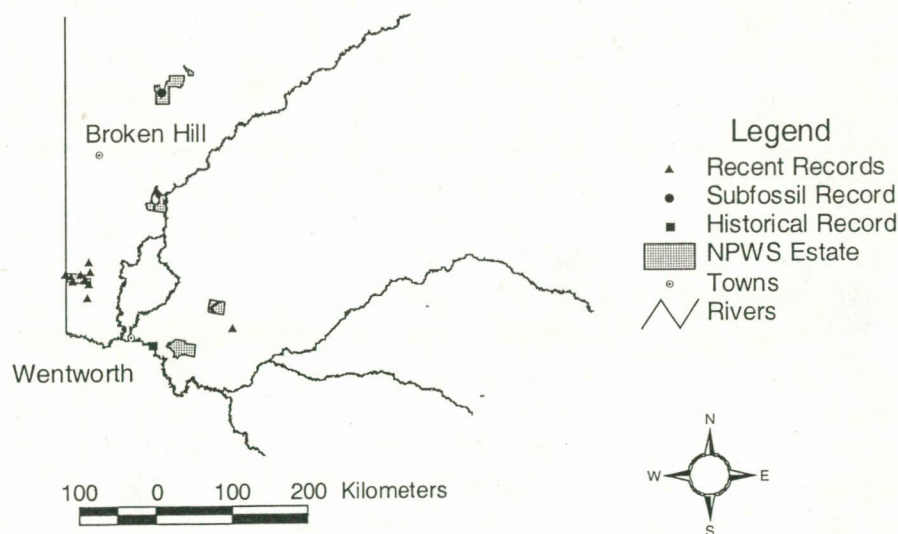 Broken Hill
Wentworth
Legend
Recent Records
Subfossil Record
Historical Record
NPWS Estate
Towns
Rivers
100 0 100 200 Kilometers
N
W E
S